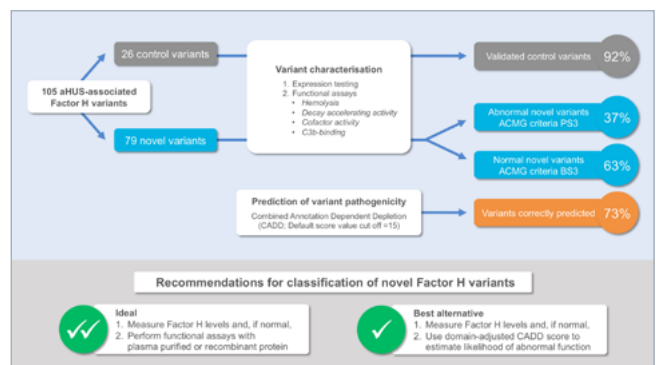 26 control variants
105 aHUS-associated
Factor H variants
79 novel variants
Variant characterisation
1. Expression testing
2. Functional assays
• Hemolysis
• Decay accelerating activity
• Cofactor activity
• C3b-binding
Validated control variants 92%
Abnormal novel variants
ACMG criteria PS3
37%
Normal novel variants
ACMG criteria BS3
63%
Prediction of variant pathogenicity
Combined Annotation Dependent Depletion
(CADD; Default score value cut off =15)
Variants correctly predicted 73%
Recommendations for classification of novel Factor H variants
Ideal
1. Measure Factor H levels and, if normal,
2. Perform functional assays with
plasma purified or recombinant protein
Best alternative
1. Measure Factor H levels and, if normal,
2. Use domain-adjusted CADD score to
estimate likelihood of abnormal function